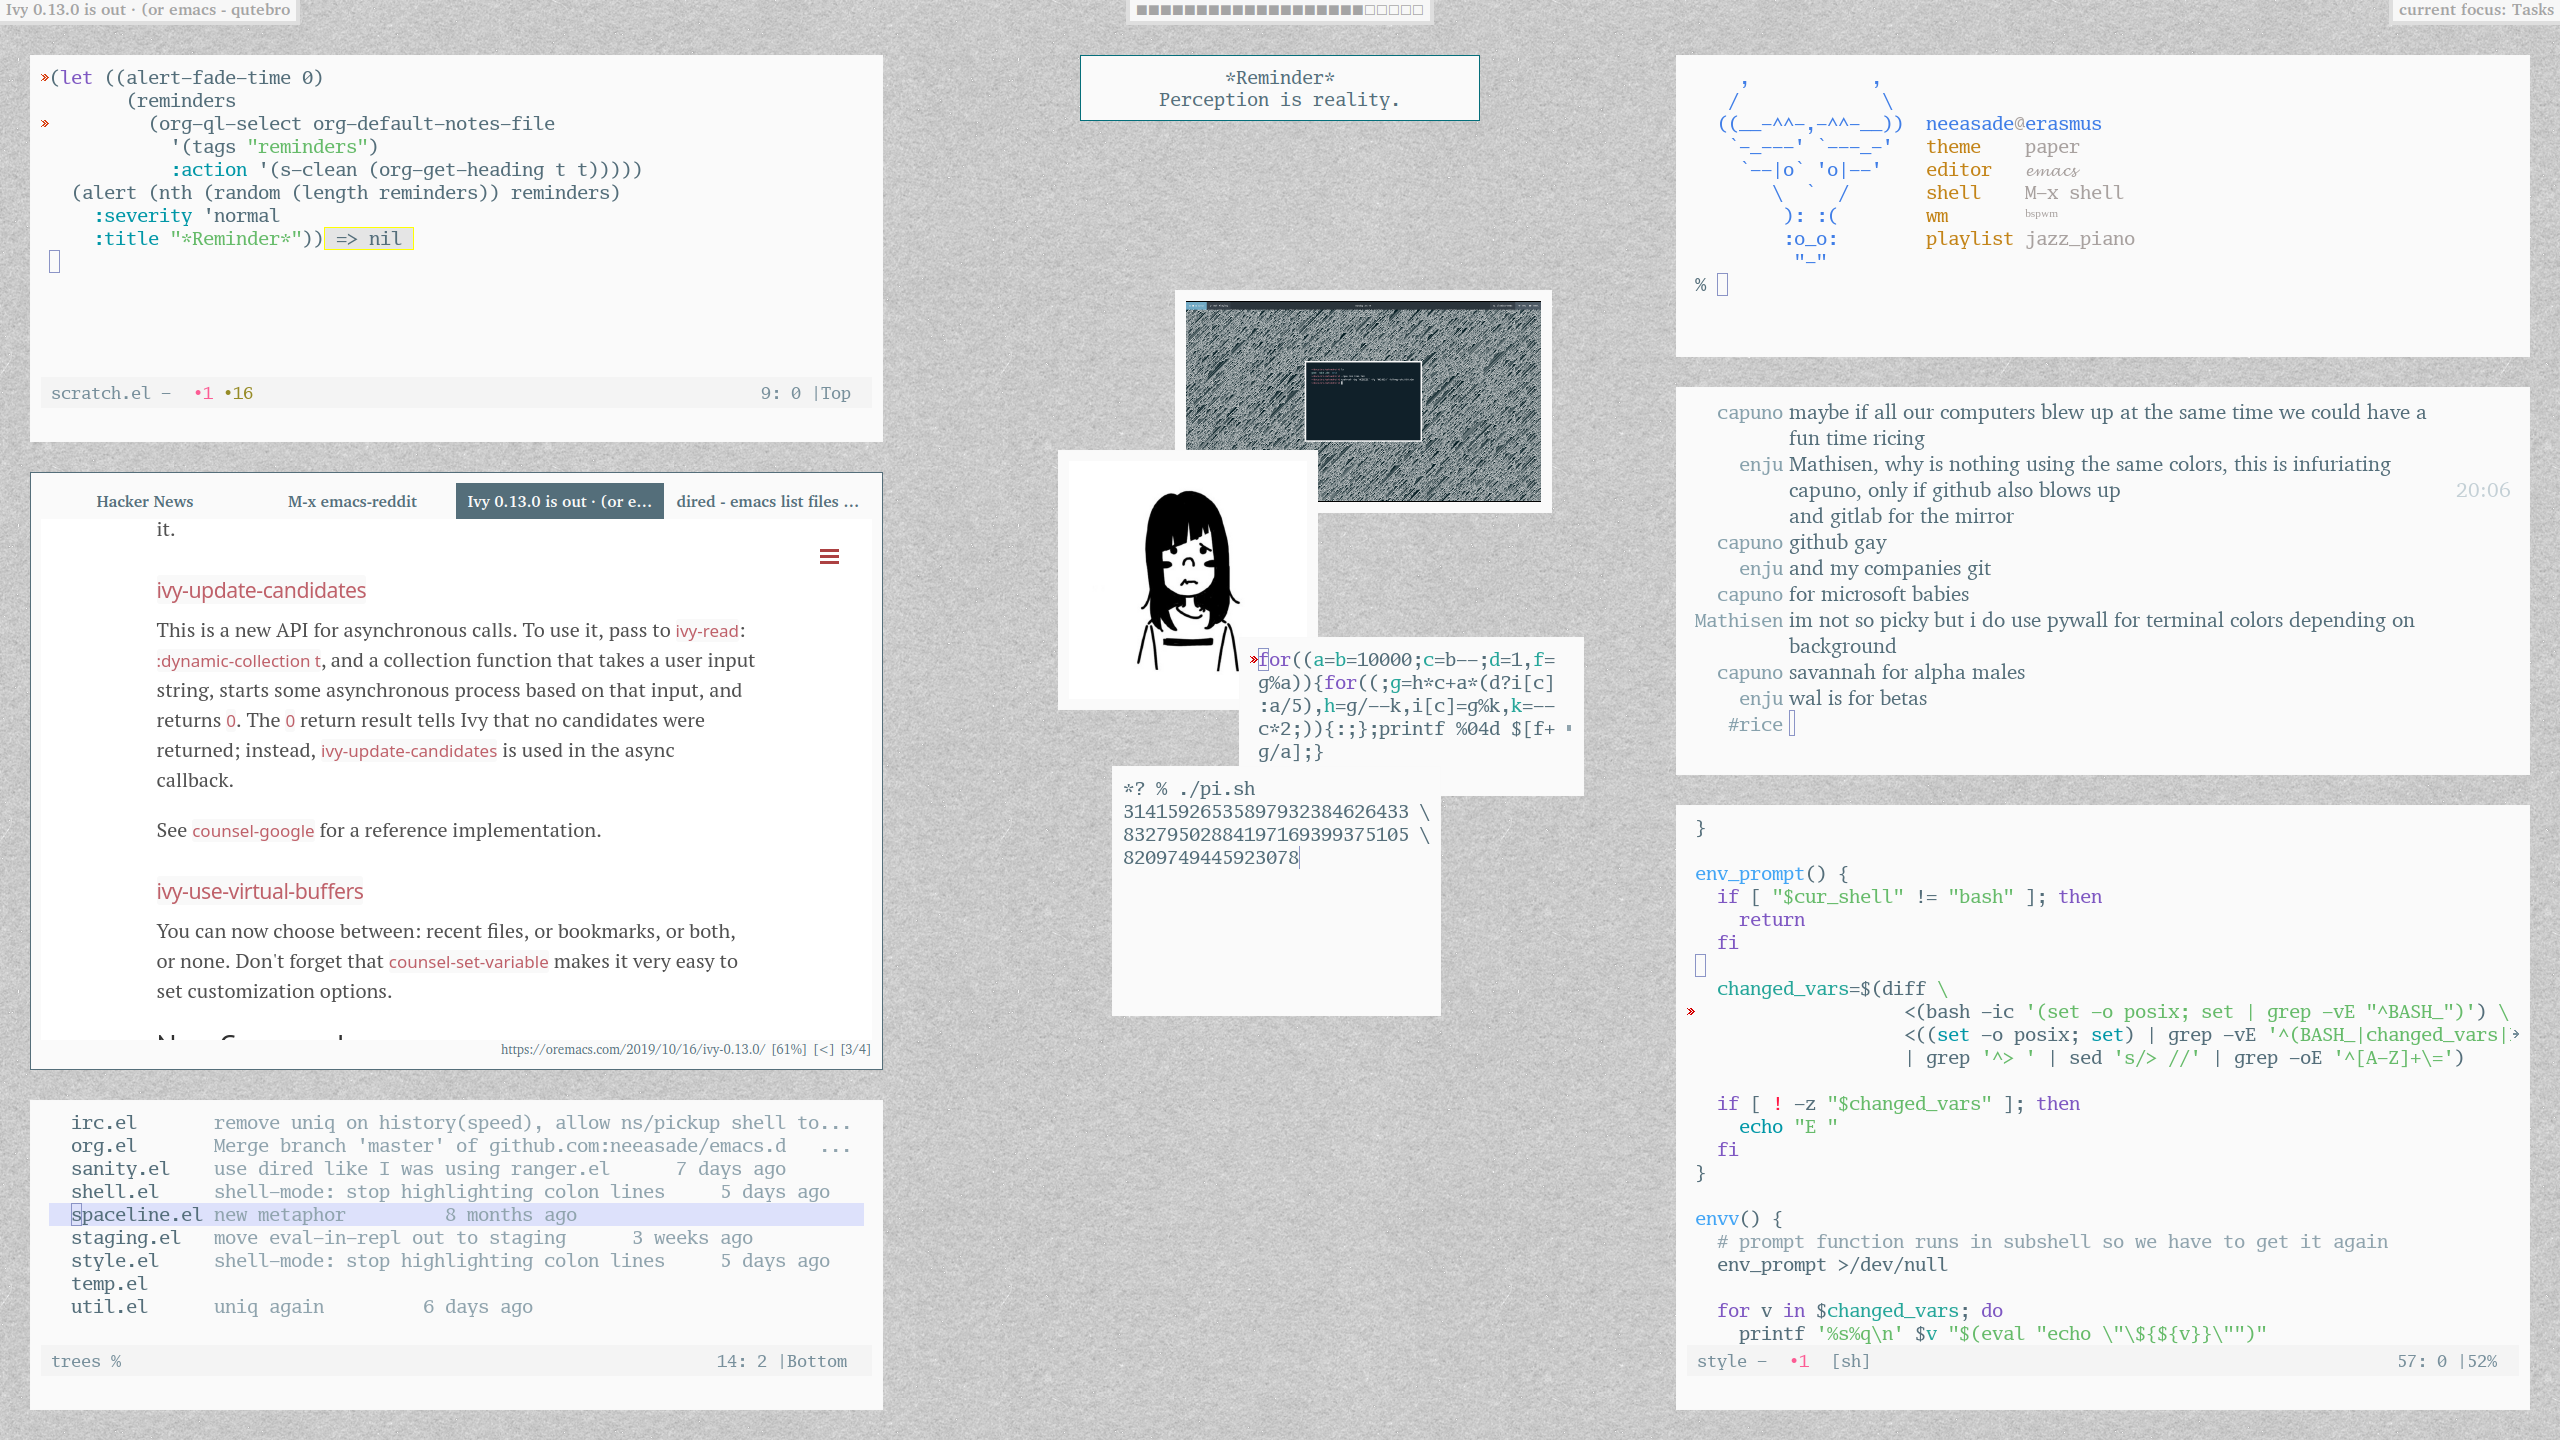 Ivy 0.13.0 is out · (or emacs - qutebro
current focus: Tasks
(let ((alert-fade-time 0)
(reminders
(org-ql-select org-default-notes-file
'(tags "reminders")
:action '(s-clean (org-get-heading t t)))))
(alert (nth (random (length reminders)) reminders)
:severity 'normal
:title "*Reminder*")) => nil
scratch.el - •1 •16 9: 0 |Top
Hacker News M-x emacs-reddit Ivy 0.13.0 is out · (or e... dired - emacs list files ...
it.
ivy-update-candidates
This is a new API for asynchronous calls. To use it, pass to ivy-read:
:dynamic-collection t, and a collection function that takes a user input
string, starts some asynchronous process based on that input, and
returns 0. The 0 return result tells Ivy that no candidates were
returned; instead, ivy-update-candidates is used in the async
callback.
See counsel-google for a reference implementation.
ivy-use-virtual-buffers
You can now choose between: recent files, or bookmarks, or both,
or none. Don't forget that counsel-set-variable makes it very easy to
set customization options.
https://oremacs.com/2019/10/16/ivy-0.13.0/ [61%] [<] [3/4]
irc.el remove uniq on history(speed), allow ns/pickup shell to...
org.el Merge branch 'master' of github.com:neeasade/emacs.d ...
sanity.el use dired like I was using ranger.el 7 days ago
shell.el shell-mode: stop highlighting colon lines 5 days ago
spaceline.el new metaphor 8 months ago
staging.el move eval-in-repl out to staging 3 weeks ago
style.el shell-mode: stop highlighting colon lines 5 days ago
temp.el
util.el uniq again 6 days ago
trees % 14: 2 |Bottom
*Reminder*
Perception is reality.
for((a=b=10000;c=b--;d=1,f=
g%a)){for((;g=h*c+a*(d?i[c]
:a/5),h=g/--k,i[c]=g%k,k=--
c*2;)){:;};printf %04d $[f+
g/a];}
*? % ./pi.sh
31415926535897932384626433 \
83279502884197169399375105 \
8209749445923078
, ,
/ \
((__-^^-,-^^-__)) neeasade@erasmus
`-_---' `---_-' theme paper
`--|o` 'o|--' editor emacs
\ ` / shell M-x shell
): :( wm bspwm
:o_o: playlist jazz_piano
"-"
%
capuno maybe if all our computers blew up at the same time we could have a
fun time ricing
enju Mathisen, why is nothing using the same colors, this is infuriating
capuno, only if github also blows up 20:06
and gitlab for the mirror
capuno github gay
enju and my companies git
capuno for microsoft babies
Mathisen im not so picky but i do use pywall for terminal colors depending on
background
capuno savannah for alpha males
enju wal is for betas
#rice
}
env_prompt() {
if [ "$cur_shell" != "bash" ]; then
return
fi
changed_vars=$(diff \
<(bash -ic '(set -o posix; set | grep -vE "^BASH_")') \
<((set -o posix; set) | grep -vE '^(BASH_|changed_vars|
| grep '^> ' | sed 's/> //' | grep -oE '^[A-Z]+\=')
if [ ! -z "$changed_vars" ]; then
echo "E "
fi
}
envv() {
# prompt function runs in subshell so we have to get it again
env_prompt >/dev/null
for v in $changed_vars; do
printf '%s%q\n' $v "$(eval "echo \"\${${v}}\"")"
style - •1 [sh] 57: 0 |52%